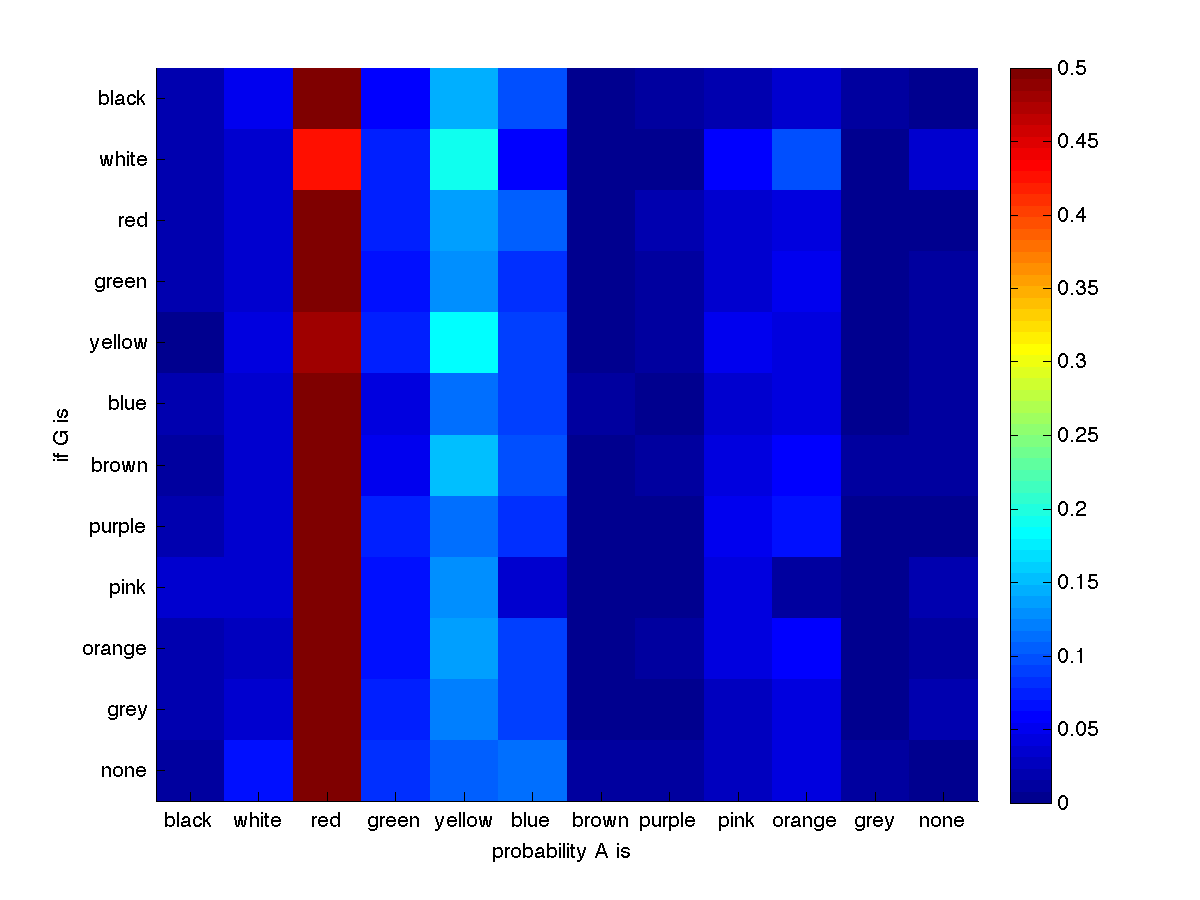 if G is
black
white
red
green
yellow
blue
brown
purple
pink
orange
grey
none
black white red green yellow blue brown purple pink orange grey none
probability A is
0.5
0.45
0.4
0.35
0.3
0.25
0.2
0.15
0.1
0.05
0